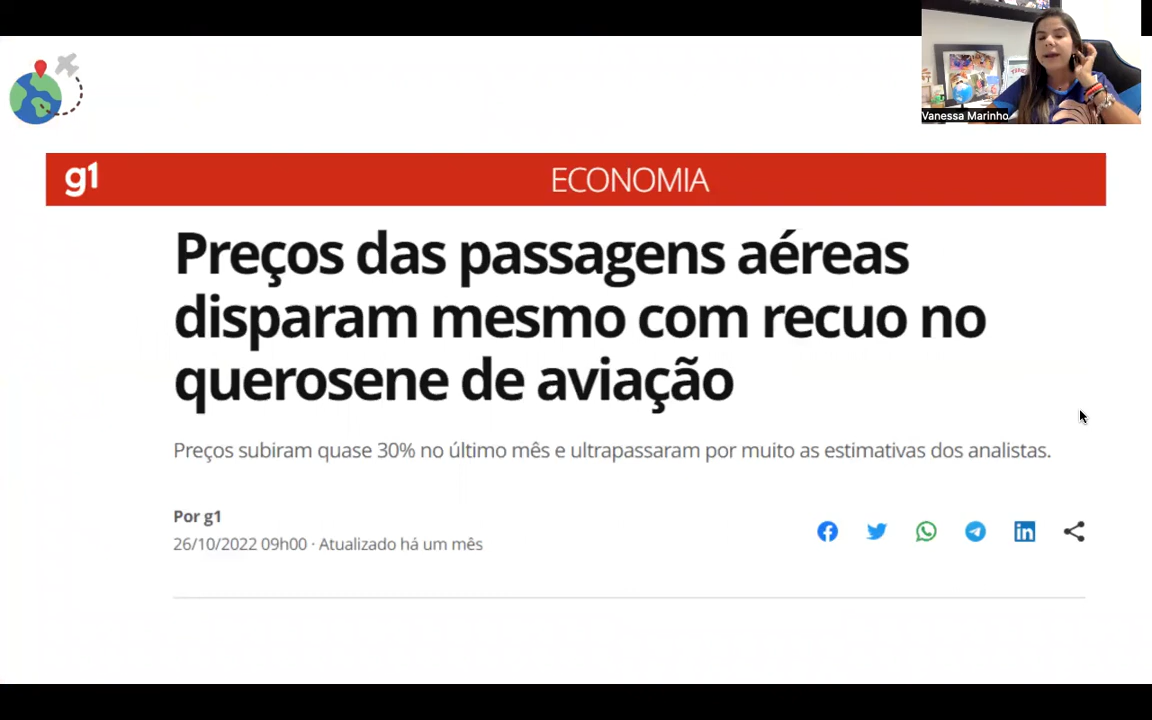 Vanessa Marinho
g1
ECONOMIA
Preços das passagens aéreas
disparam mesmo com recuo no
querosene de aviação
Preços subiram quase 30% no último mês e ultrapassaram por muito as estimativas dos analistas.
Por g1
26/10/2022 09h00 · Atualizado há um mês